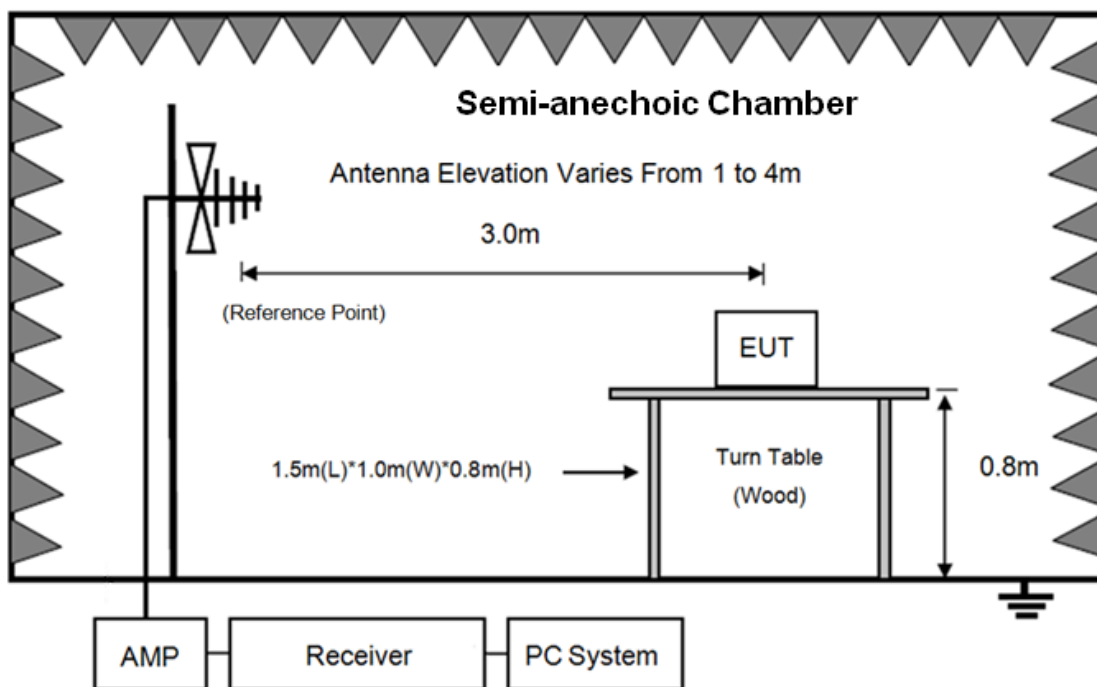 Semi-anechoic Chamber
Antenna Elevation Varies From 1 to 4m
3.0m
(Reference Point)
EUT
1.5m(L)*1.0m(W)*0.8m(H)
Turn Table
(Wood)
0.8m
AMP
Receiver
PC System